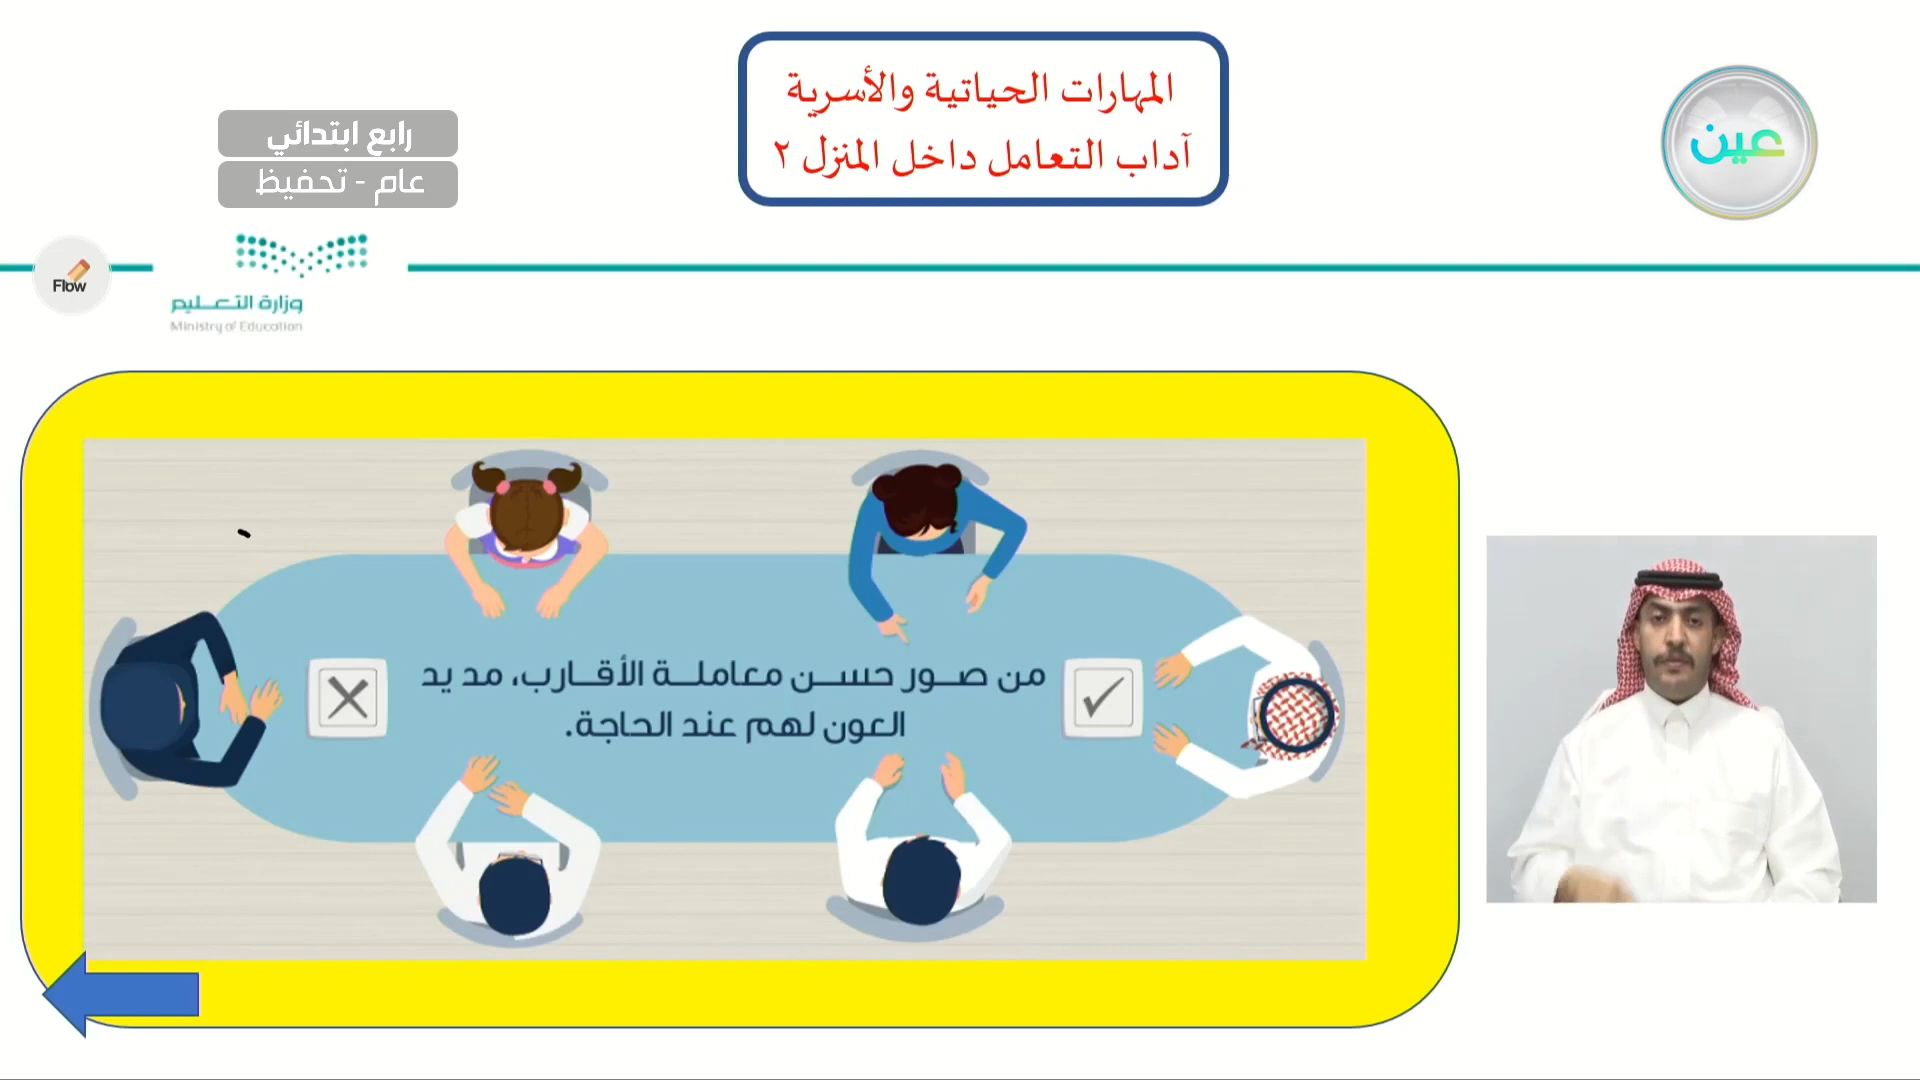 المهارات الحياتية والأسرية
آداب التعامل داخل المنزل ٢
عين
رابع ابتدائي
عام - تحفيظ
Flow
وزارة التعليم
Ministry of Education
من صور حسن معاملة الأقارب، مد يد
العون لهم عند الحاجة.